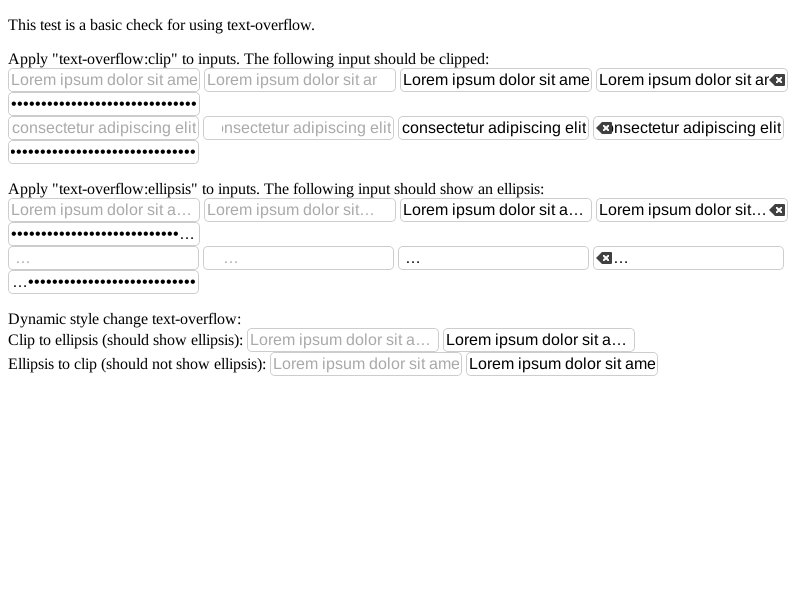 This test is a basic check for using text-overflow.
Apply "text-overflow:clip" to inputs. The following input should be clipped:
Lorem ipsum dolor sit ame Lorem ipsum dolor sit ar Lorem ipsum dolor sit ame Lorem ipsum dolor sit ar
•••••••••••••••••••••••••••••••
consectetur adipiscing elit nsectetur adipiscing elit consectetur adipiscing elit nsectetur adipiscing elit
•••••••••••••••••••••••••••••••
Apply "text-overflow:ellipsis" to inputs. The following input should show an ellipsis:
Lorem ipsum dolor sit a… Lorem ipsum dolor sit… Lorem ipsum dolor sit a… Lorem ipsum dolor sit…
••••••••••••••••••••••••••••…
… … … …
…••••••••••••••••••••••••••••
Dynamic style change text-overflow:
Clip to ellipsis (should show ellipsis): Lorem ipsum dolor sit a… Lorem ipsum dolor sit a…
Ellipsis to clip (should not show ellipsis): Lorem ipsum dolor sit ame Lorem ipsum dolor sit ame